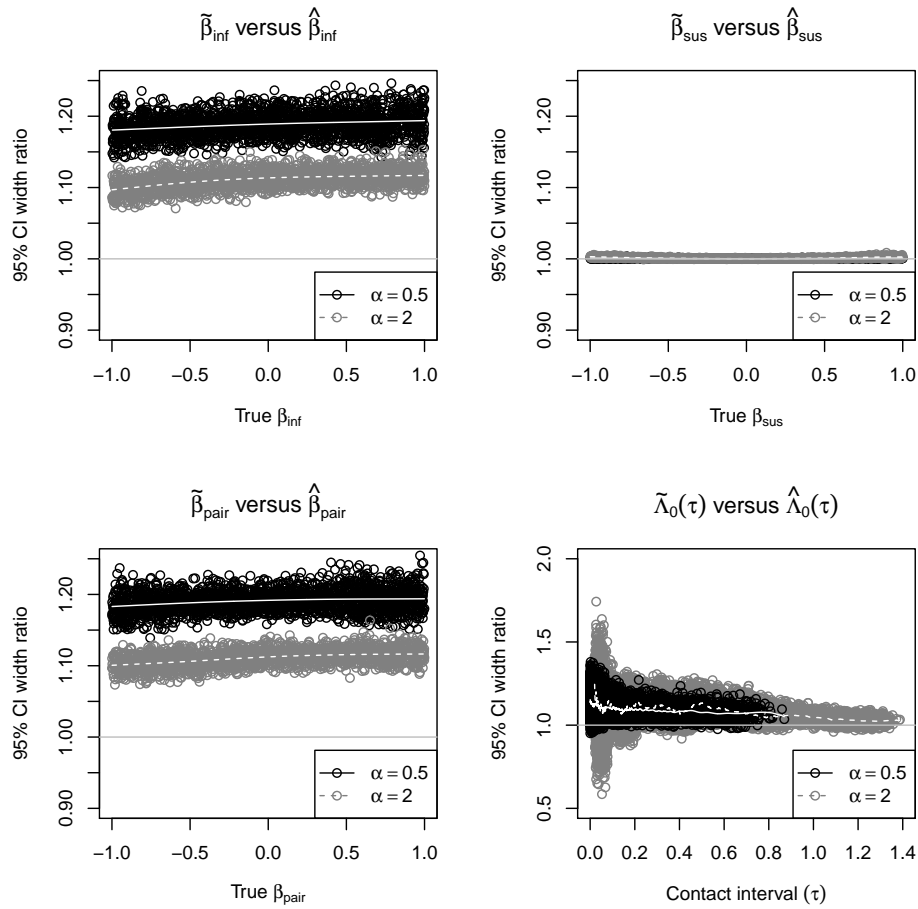 β̃inf versus β̂inf
95% CI width ratio
1.20
1.10
1.00
0.90
α = 0.5
α = 2
−1.0 −0.5 0.0 0.5 1.0
True βinf
β̃sus versus β̂sus
95% CI width ratio
1.20
1.10
1.00
0.90
α = 0.5
α = 2
−1.0 −0.5 0.0 0.5 1.0
True βsus
β̃pair versus β̂pair
95% CI width ratio
1.20
1.10
1.00
0.90
α = 0.5
α = 2
−1.0 −0.5 0.0 0.5 1.0
True βpair
Λ̃0(τ) versus Λ̂0(τ)
95% CI width ratio
2.0
1.5
1.0
0.5
α = 0.5
α = 2
0.0 0.2 0.4 0.6 0.8 1.0 1.2 1.4
Contact interval (τ)